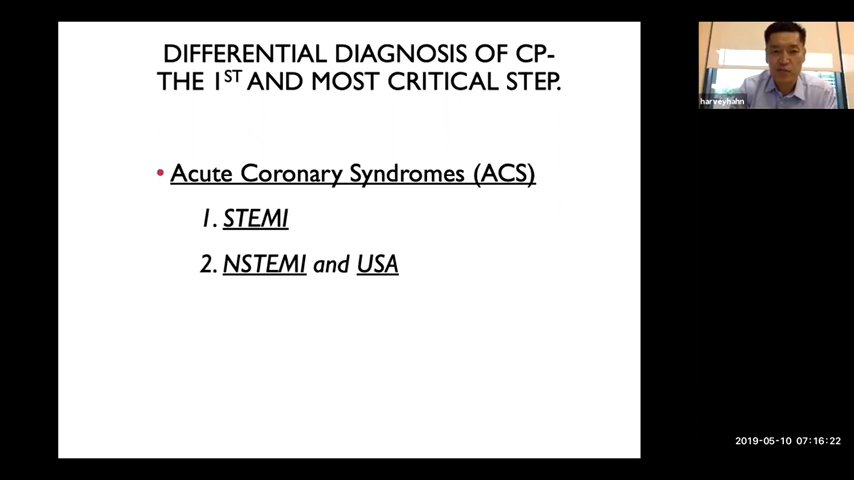 DIFFERENTIAL DIAGNOSIS OF CP-
THE 1ST AND MOST CRITICAL STEP.
harveyhahn
• Acute Coronary Syndromes (ACS)
1. STEMI
2. NSTEMI and USA
2019-05-10 07:16:22